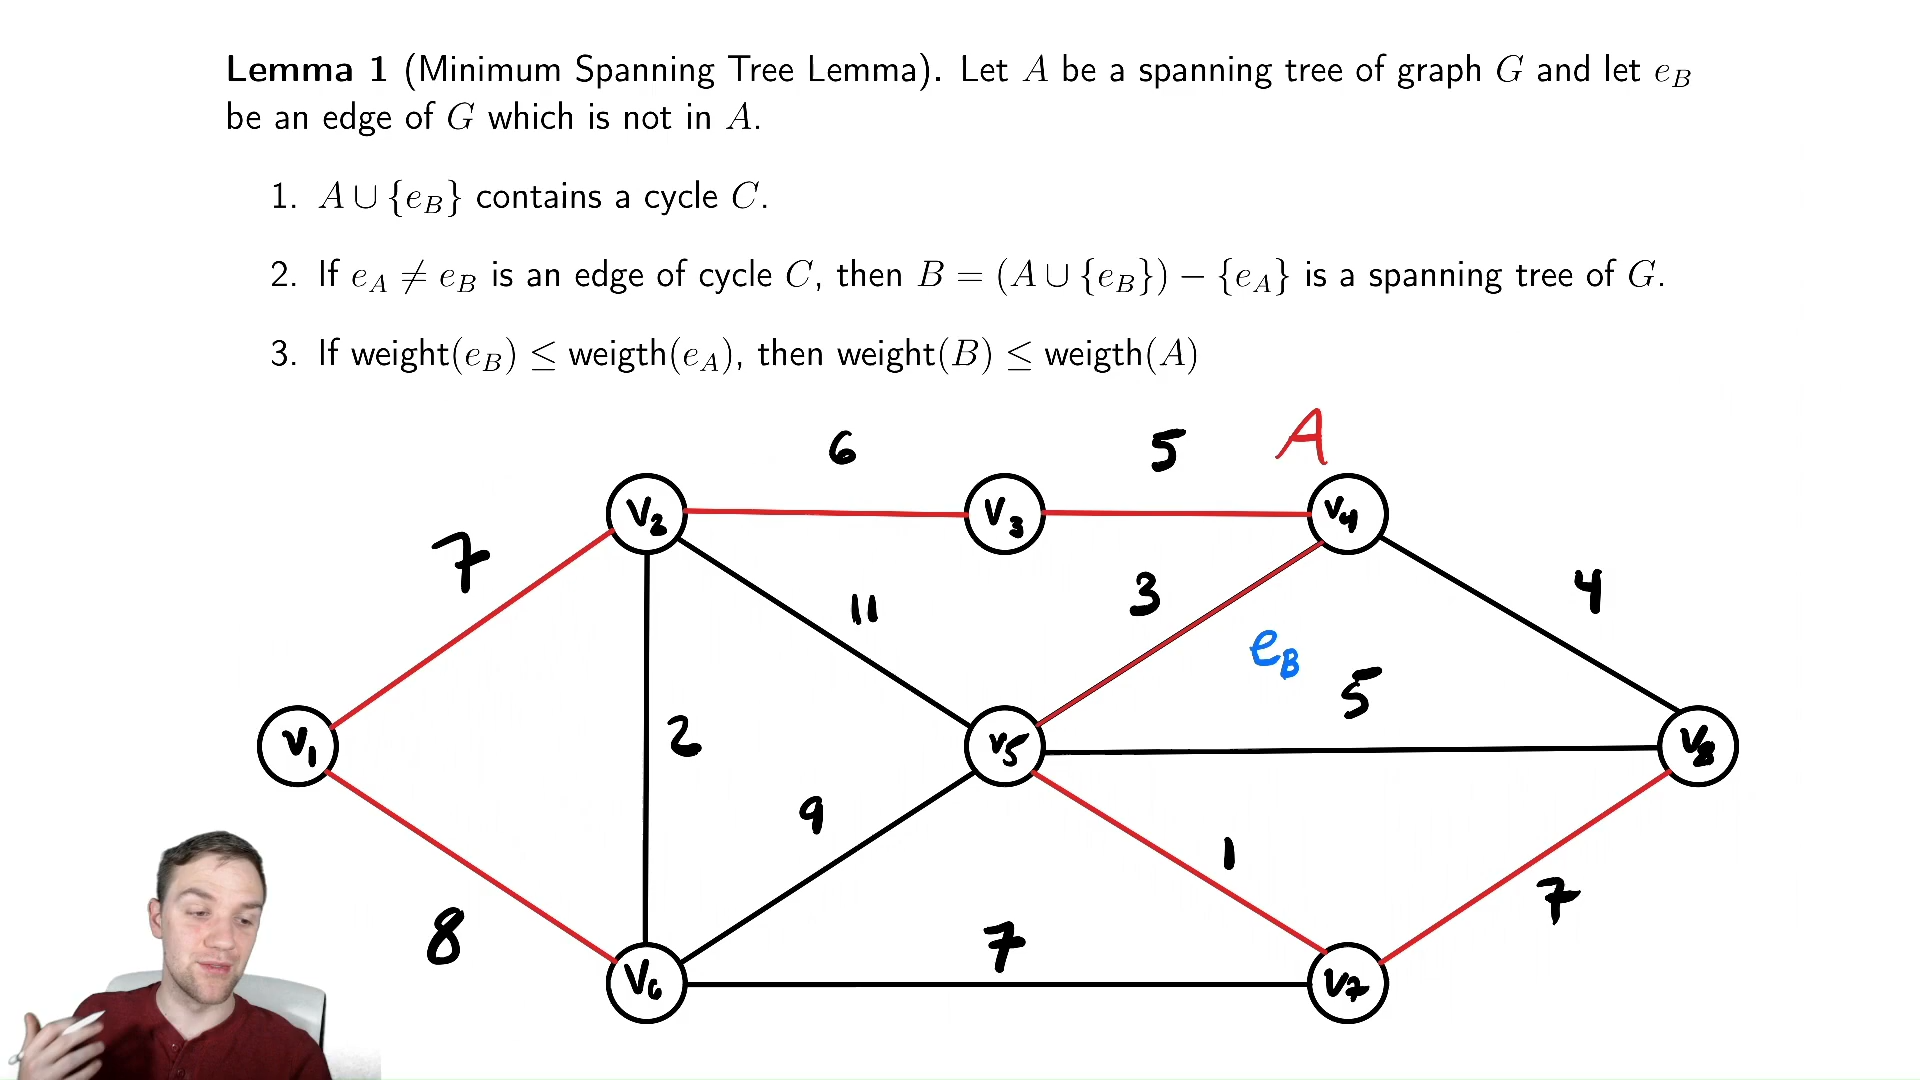 Lemma 1 (Minimum Spanning Tree Lemma). Let A be a spanning tree of graph G and let e_B
be an edge of G which is not in A.
1. A ∪ {e_B} contains a cycle C.
2. If e_A ≠ e_B is an edge of cycle C, then B = (A ∪ {e_B}) − {e_A} is a spanning tree of G.
3. If weight(e_B) ≤ weigth(e_A), then weight(B) ≤ weigth(A)
A
6 5
V2 V3 V4
7
11 3 4
e_B
5
2
V1 V5 V8
9
1
7
8 7
V6 V7